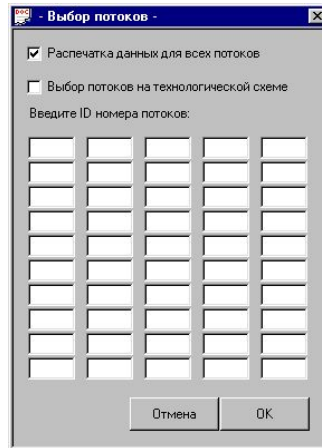 - Выбор потоков -
Распечатка данных для всех потоков
Выбор потоков на технологической схеме
Введите ID номера потоков:
Отмена
OK